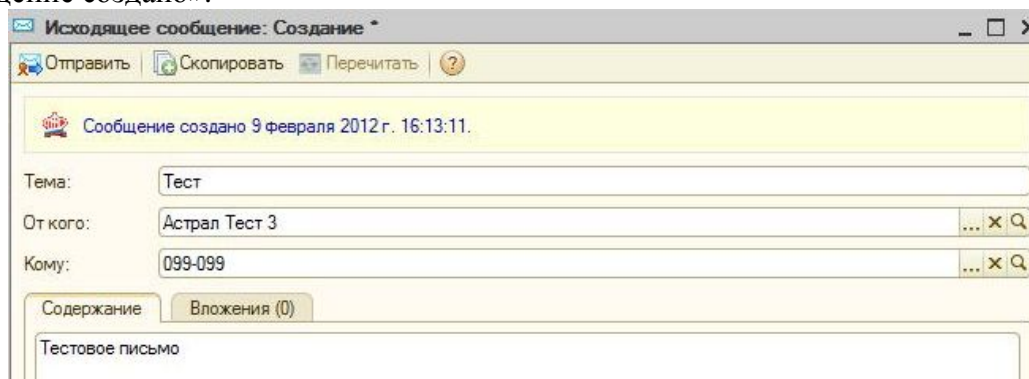 Исходящее сообщение: Создание *
Отправить Скопировать Перечитать ?
Сообщение создано 9 февраля 2012 г. 16:13:11.
Тема: Тест
От кого: Астрал Тест 3 ...
Кому: 099-099 ...
Содержание Вложения (0)
Тестовое письмо